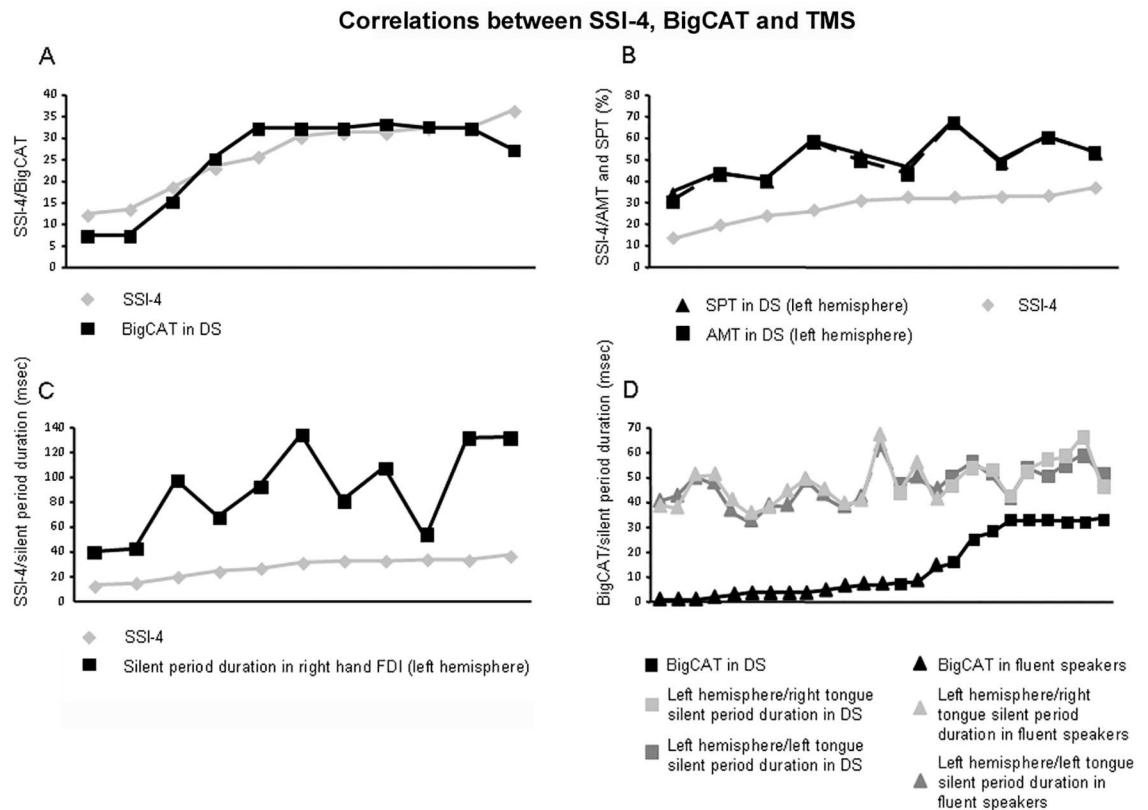 Correlations between SSI-4, BigCAT and TMS
A
SSI-4/BigCAT
40
35
30
25
20
15
10
5
0
SSI-4
BigCAT in DS
B
SSI-4/AMT and SPT (%)
80
70
60
50
40
30
20
10
0
SPT in DS (left hemisphere)
SSI-4
AMT in DS (left hemisphere)
C
SSI-4/silent period duration (msec)
140
120
100
80
60
40
20
0
SSI-4
Silent period duration in right hand FDI (left hemisphere)
D
BigCAT/silent period duration (msec)
70
60
50
40
30
20
10
0
BigCAT in DS
Left hemisphere/right tongue
silent period duration in DS
Left hemisphere/left tongue
silent period duration in DS
BigCAT in fluent speakers
Left hemisphere/right
tongue silent period
duration in fluent speakers
Left hemisphere/left tongue
silent period duration in
fluent speakers